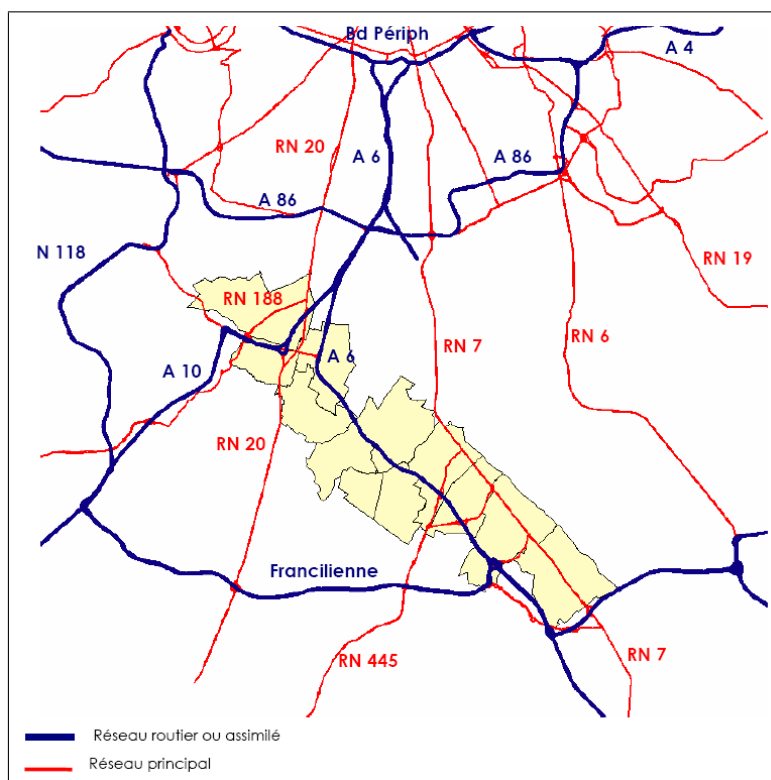 Bd Périph
A 4
RN 20
A 6
A 86
A 86
N 118
RN 19
RN 188
RN 7
RN 6
A 6
A 10
RN 20
Francilienne
RN 445
RN 7
Réseau routier ou assimilé
Réseau principal